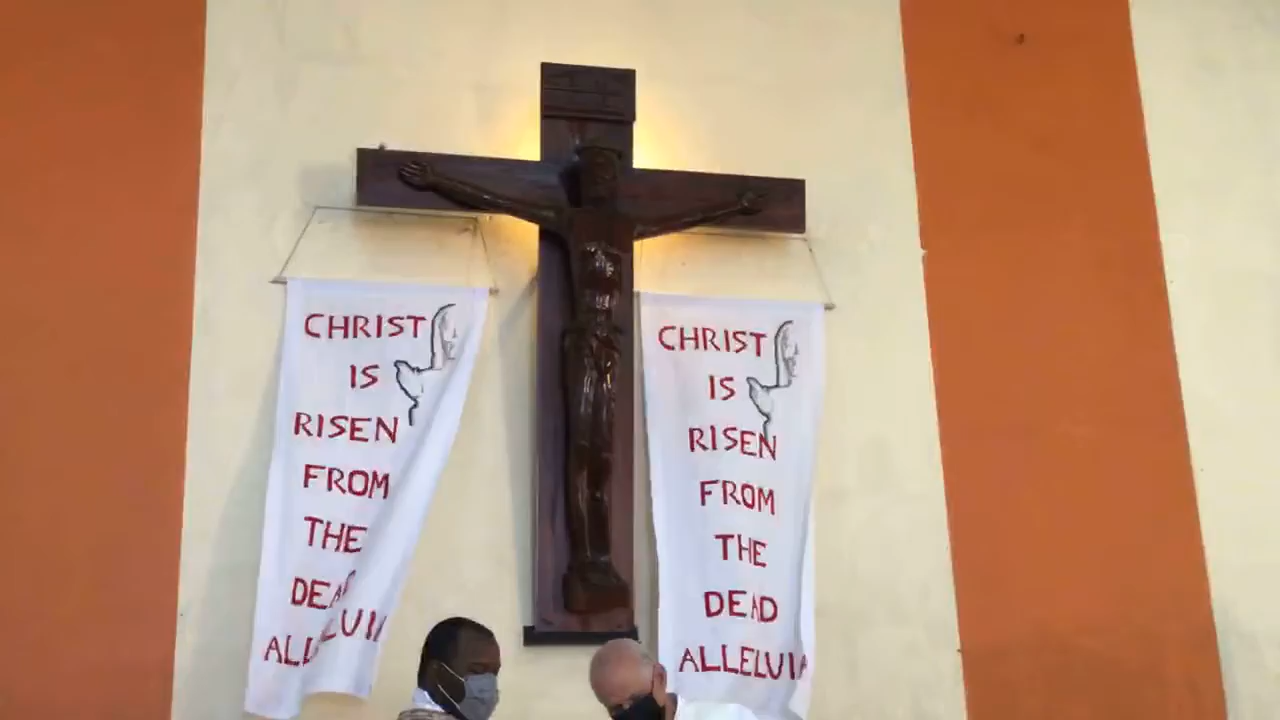 CHRIST
IS
RISEN
FROM
THE
DEAD
ALLELUIA
CHRIST
IS
RISEN
FROM
THE
DEAD
ALLELUIA